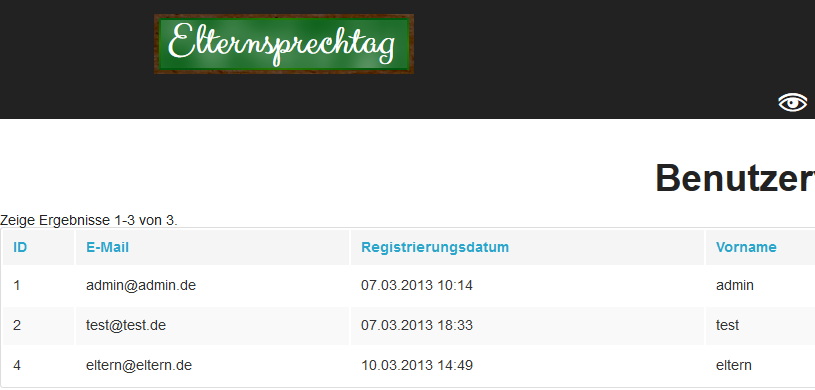 Elternsprechtag
Benutzer
Zeige Ergebnisse 1-3 von 3.
ID E-Mail Registrierungsdatum Vorname
1 admin@admin.de 07.03.2013 10:14 admin
2 test@test.de 07.03.2013 18:33 test
4 eltern@eltern.de 10.03.2013 14:49 eltern